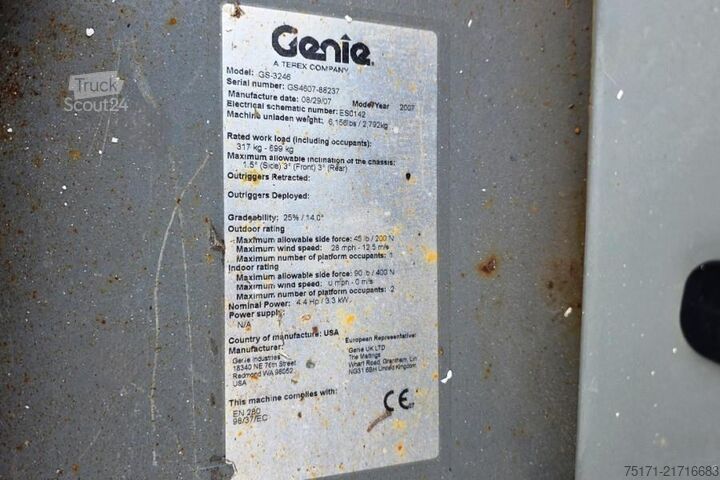 Genie
A TEREX COMPANY
Model: GS-3246
Serial number: GS4607-88237
Manufacture date: 08/29/07 Model Year 2007
Electrical schematic number: ES0142
Machine unladen weight: 6,156lbs / 2,792kg
Rated work load (including occupants):
317 kg - 699 kg
Maximum allowable inclination of the chassis:
1.5° (Side) 3° (Front) 3° (Rear)
Outriggers Retracted:
Outriggers Deployed:
Gradeability: 25% / 14.0°
Outdoor rating
Maximum allowable side force: 45 lb / 200 N
Maximum wind speed: 28 mph - 12.5 m/s
Maximum number of platform occupants: 1
Indoor rating
Maximum allowable side force: 90 lb / 400 N
Maximum wind speed: 0 mph - 0 m/s
Maximum number of platform occupants: 2
Nominal Power: 4.4 Hp / 3.3 kW
Power supply:
N/A
Country of manufacture: USA
Manufacturer:
Genie Industries
18340 NE 76th Street
Redmond WA 98052
USA
European Representative:
Genie UK LTD
The Maltings
Wharf Road, Grantham, Lin
NG31 6BH United Kingdom
This machine complies with:
EN 280
98/37/EC
CE
Truck
Scout24
75171-21716683